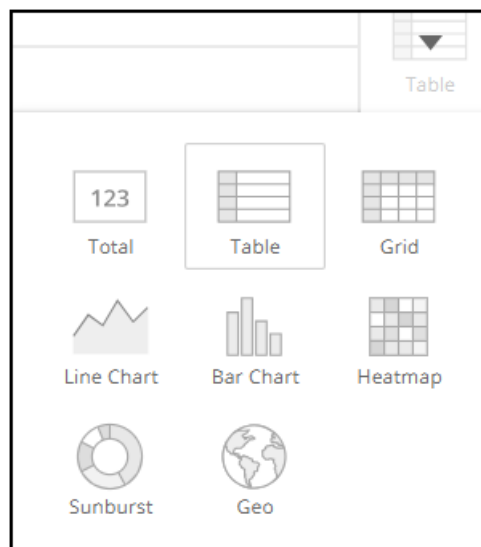 Table
123
Total Table Grid
Line Chart Bar Chart Heatmap
Sunburst Geo